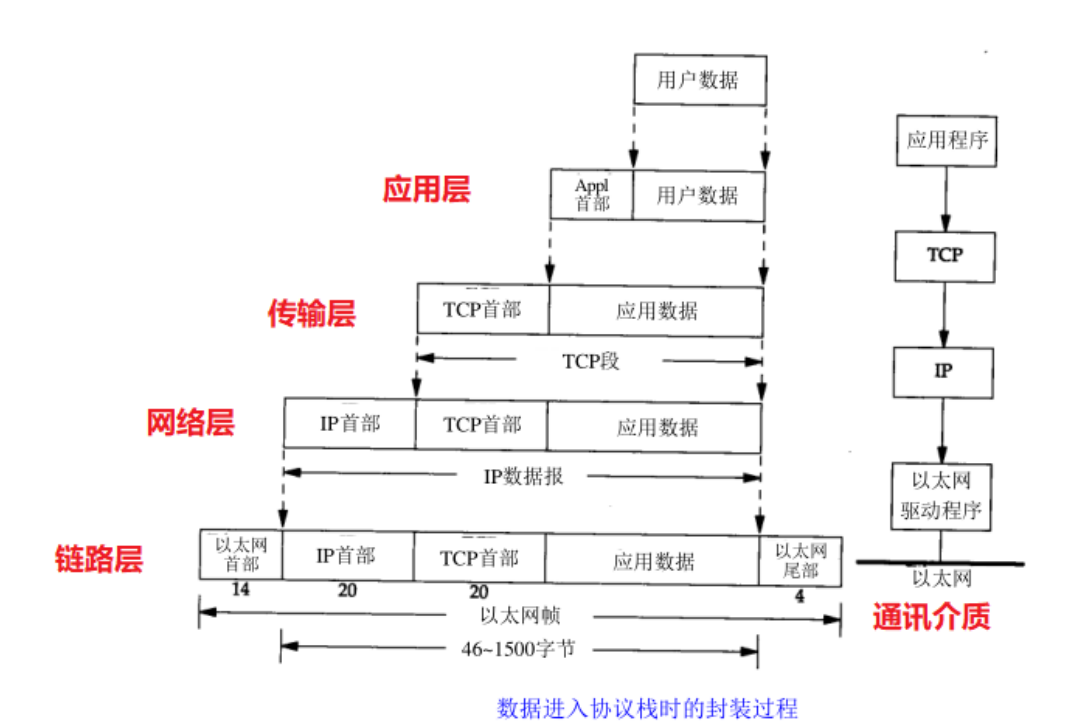 用户数据
应用程序
应用层
Appl
首部
用户数据
TCP
传输层
TCP首部
应用数据
TCP段
IP
网络层
IP首部
TCP首部
应用数据
IP数据报
以太网
驱动程序
链路层
以太网
首部
IP首部
TCP首部
应用数据
以太网
尾部
以太网
14
20
20
4
通讯介质
以太网帧
46~1500字节
数据进入协议栈时的封装过程